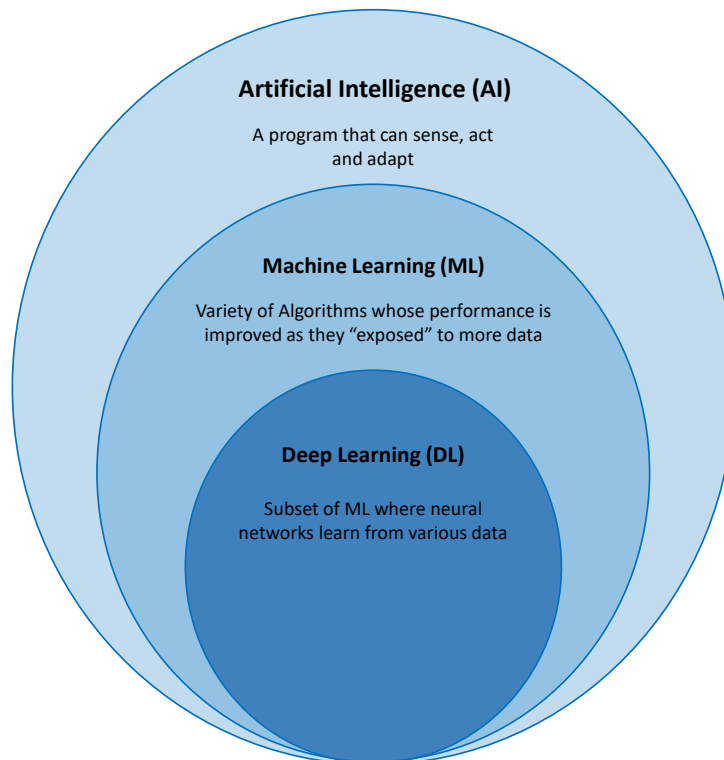 Artificial Intelligence (AI)
A program that can sense, act
and adapt
Machine Learning (ML)
Variety of Algorithms whose performance is
improved as they “exposed” to more data
Deep Learning (DL)
Subset of ML where neural
networks learn from various data